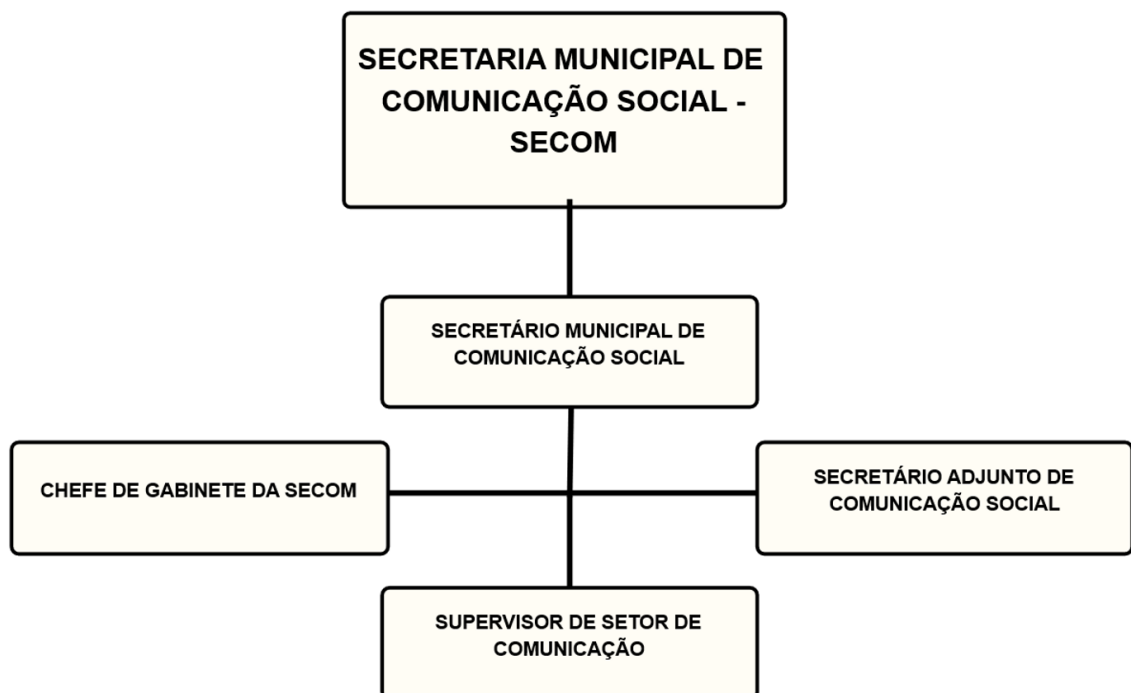 SECRETARIA MUNICIPAL DE
COMUNICAÇÃO SOCIAL -
SECOM
SECRETÁRIO MUNICIPAL DE
COMUNICAÇÃO SOCIAL
CHEFE DE GABINETE DA SECOM
SECRETÁRIO ADJUNTO DE
COMUNICAÇÃO SOCIAL
SUPERVISOR DE SETOR DE
COMUNICAÇÃO